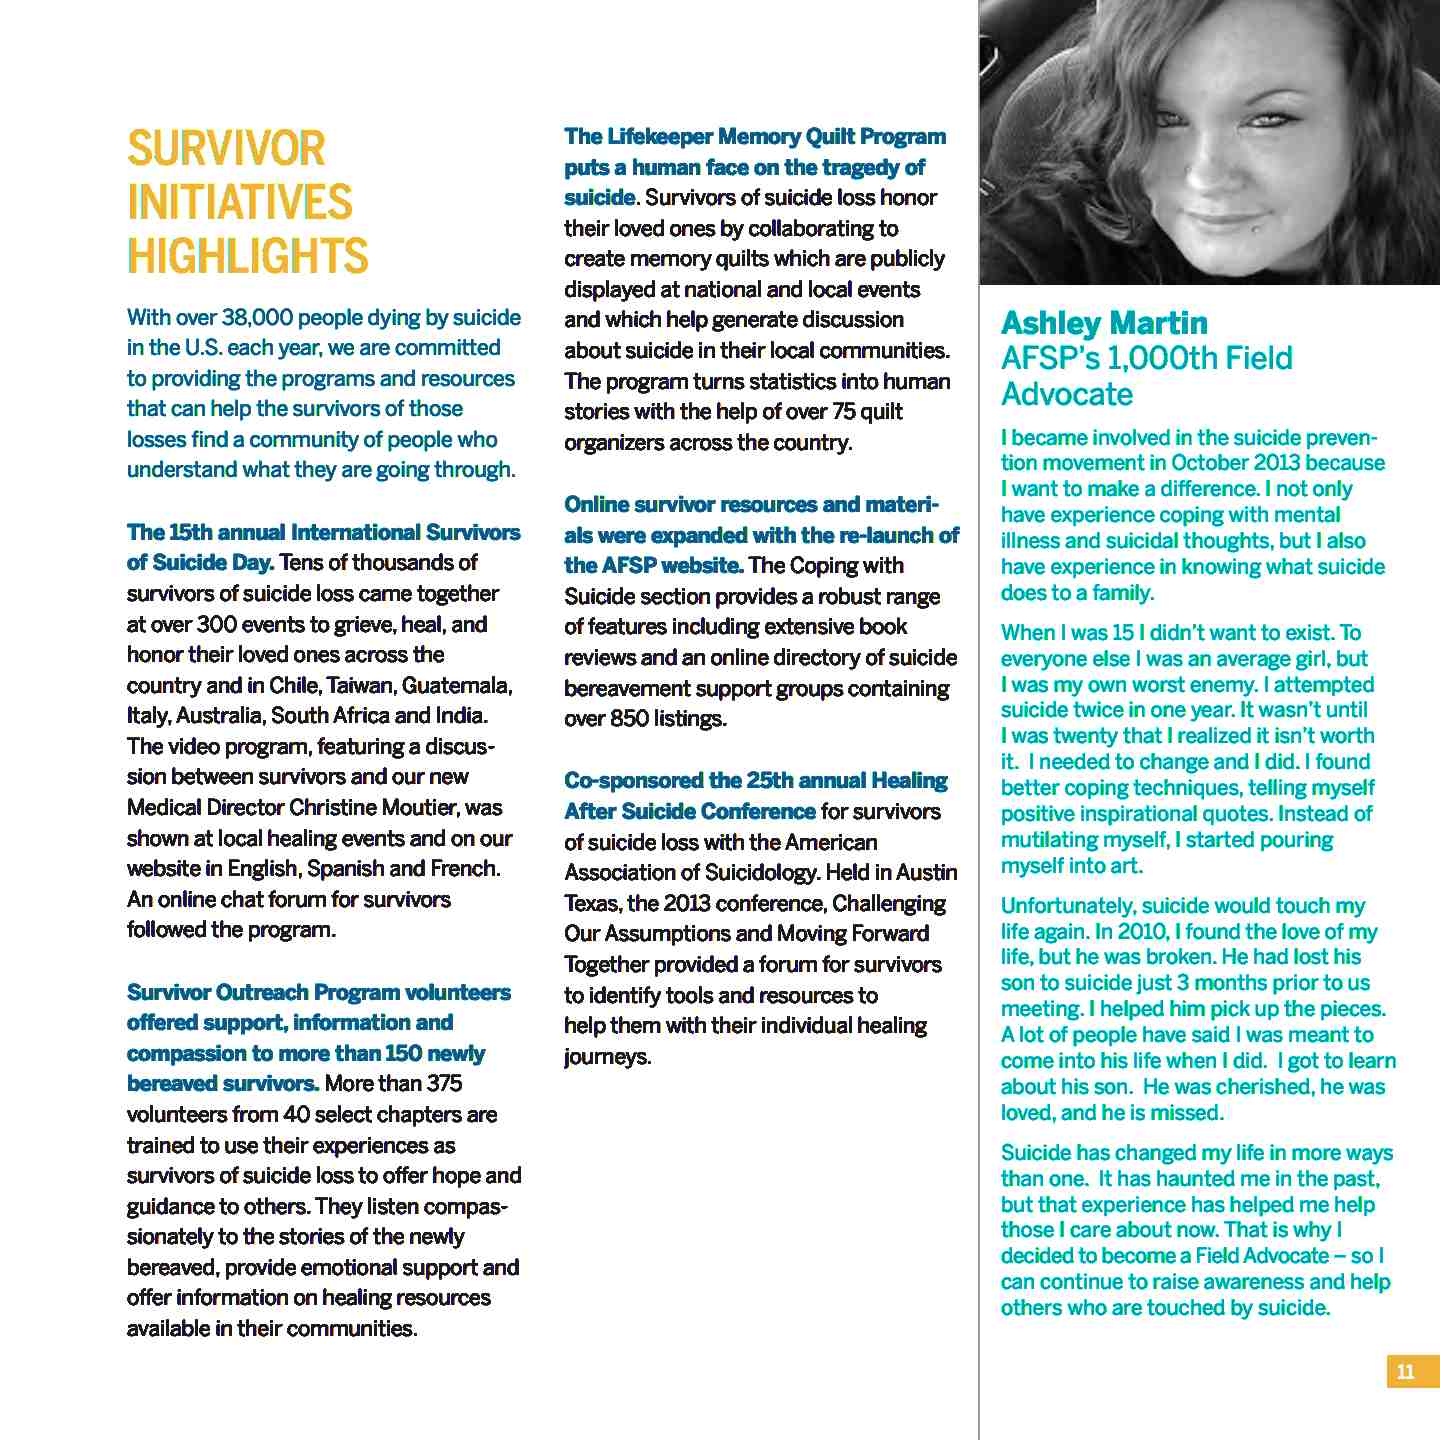 SURVIVOR
INITIATIVES
HIGHLIGHTS
With over 38,000 people dying by suicide
in the U.S. each year, we are committed
to providing the programs and resources
that can help the survivors of those
losses find a community of people who
understand what they are going through.
The 15th annual International Survivors
of Suicide Day. Tens of thousands of
survivors of suicide loss came together
at over 300 events to grieve, heal, and
honor their loved ones across the
country and in Chile, Taiwan, Guatemala,
Italy, Australia, South Africa and India.
The video program, featuring a discus-
sion between survivors and our new
Medical Director Christine Moutier, was
shown at local healing events and on our
website in English, Spanish and French.
An online chat forum for survivors
followed the program.
Survivor Outreach Program volunteers
offered support, information and
compassion to more than 150 newly
bereaved survivors. More than 375
volunteers from 40 select chapters are
trained to use their experiences as
survivors of suicide loss to offer hope and
guidance to others. They listen compas-
sionately to the stories of the newly
bereaved, provide emotional support and
offer information on healing resources
available in their communities.
The Lifekeeper Memory Quilt Program
puts a human face on the tragedy of
suicide. Survivors of suicide loss honor
their loved ones by collaborating to
create memory quilts which are publicly
displayed at national and local events
and which help generate discussion
about suicide in their local communities.
The program turns statistics into human
stories with the help of over 75 quilt
organizers across the country.
Online survivor resources and materi-
als were expanded with the re-launch of
the AFSP website. The Coping with
Suicide section provides a robust range
of features including extensive book
reviews and an online directory of suicide
bereavement support groups containing
over 850 listings.
Co-sponsored the 25th annual Healing
After Suicide Conference for survivors
of suicide loss with the American
Association of Suicidology. Held in Austin
Texas, the 2013 conference, Challenging
Our Assumptions and Moving Forward
Together provided a forum for survivors
to identify tools and resources to
help them with their individual healing
journeys.
Ashley Martin
AFSP's 1,000th Field
Advocate
I became involved in the suicide preven-
tion movement in October 2013 because
I want to make a difference. I not only
have experience coping with mental
illness and suicidal thoughts, but I also
have experience in knowing what suicide
does to a family.
When I was 15 I didn't want to exist. To
everyone else I was an average girl, but
I was my own worst enemy. I attempted
suicide twice in one year. It wasn't until
I was twenty that I realized it isn't worth
it.  I needed to change and I did. I found
better coping techniques, telling myself
positive inspirational quotes. Instead of
mutilating myself, I started pouring
myself into art.
Unfortunately, suicide would touch my
life again. In 2010, I found the love of my
life, but he was broken. He had lost his
son to suicide just 3 months prior to us
meeting. I helped him pick up the pieces.
A lot of people have said I was meant to
come into his life when I did.  I got to learn
about his son.  He was cherished, he was
loved, and he is missed.
Suicide has changed my life in more ways
than one.  It has haunted me in the past,
but that experience has helped me help
those I care about now. That is why I
decided to become a Field Advocate – so I
can continue to raise awareness and help
others who are touched by suicide.
11